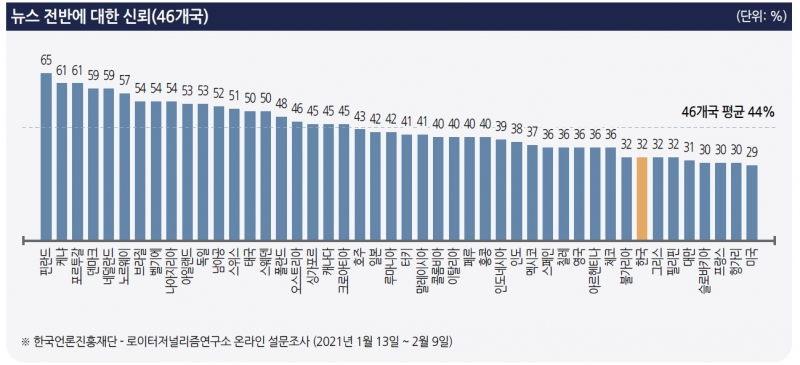 뉴스 전반에 대한 신뢰(46개국)
(단위: %)
46개국 평균 44%
65 61 61 59 59 57 54 54 54 53 53 52 51 50 50 48 46 45 45 45 43 42 42 41 41 40 40 40 40 39 38 37 36 36 36 36 36 32 32 32 32 31 30 30 30 29
핀란드 케냐 포르투갈 덴마크 네덜란드 노르웨이 브라질 벨기에 나이지리아 아일랜드 독일 남아공 스위스 태국 스웨덴 폴란드 오스트리아 싱가포르 캐나다 크로아티아 호주 일본 루마니아 터키 말레이시아 콜롬비아 이탈리아 페루 홍콩 인도네시아 인도 멕시코 스페인 칠레 영국 아르헨티나 체코 불가리아 한국 그리스 필리핀 대만 슬로바키아 프랑스 헝가리 미국
※ 한국언론진흥재단 - 로이터저널리즘연구소 온라인 설문조사 (2021년 1월 13일 ~ 2월 9일)